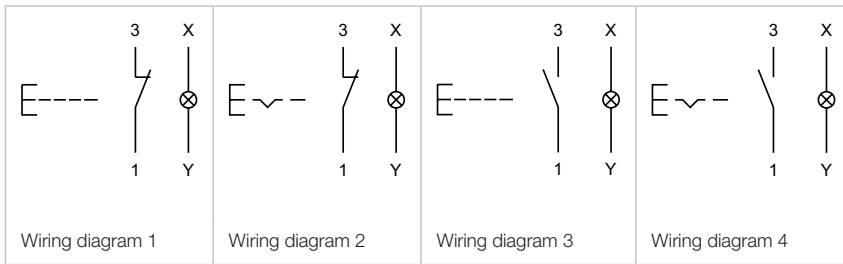 3 X
1 Y
Wiring diagram 1
3 X
1 Y
Wiring diagram 2
3 X
1 Y
Wiring diagram 3
3 X
1 Y
Wiring diagram 4